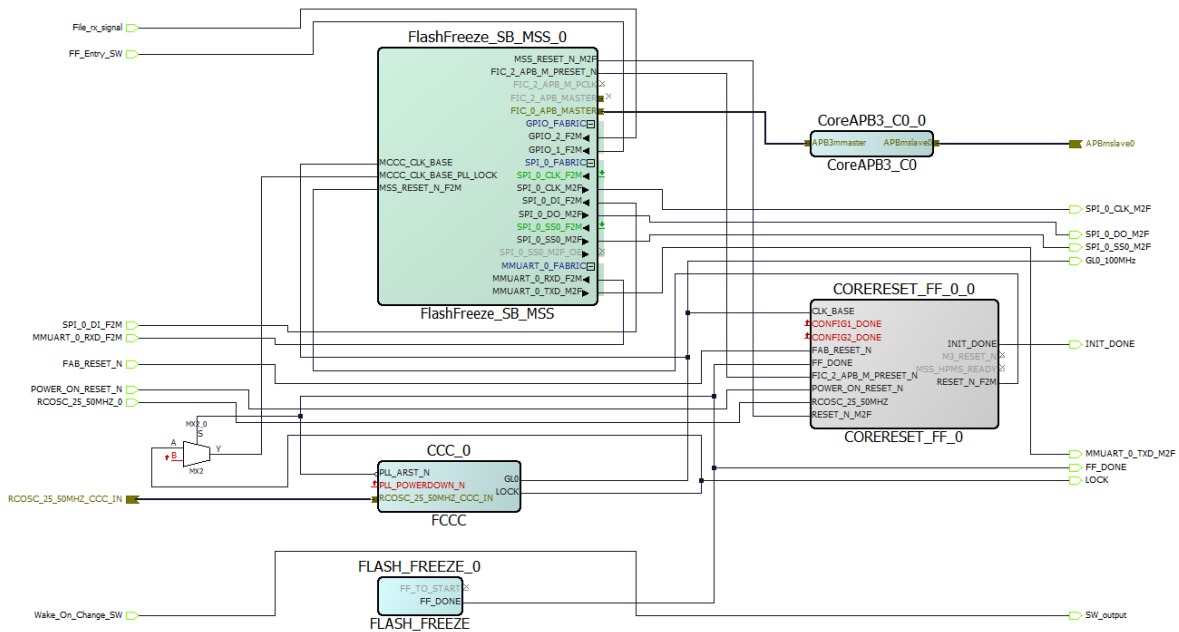 File_rx_signal
FF_Entry_SW
FlashFreeze_SB_MSS_0
MSS_RESET_N_M2F
FIC_2_APB_M_PRESET_N
FIC_2_APB_M_PCLK
FIC_2_APB_MASTER
FIC_0_APB_MASTER
GPIO_FABRIC
GPIO_2_F2M
GPIO_1_F2M
MCCC_CLK_BASE
SPI_0_FABRIC
MCCC_CLK_BASE_PLL_LOCK
SPI_0_CLK_F2M
MSS_RESET_N_F2M
SPI_0_CLK_M2F
SPI_0_DI_F2M
SPI_0_DO_M2F
SPI_0_SS0_F2M
SPI_0_SS0_M2F
SPI_0_SS0_M2F_OE
MMUART_0_FABRIC
MMUART_0_RXD_F2M
MMUART_0_TXD_M2F
FlashFreeze_SB_MSS
CoreAPB3_C0_0
APB3mmaster APBmslave0
CoreAPB3_C0
APBmslave0
SPI_0_CLK_M2F
SPI_0_DO_M2F
SPI_0_SS0_M2F
GL0_100MHz
CORERESET_FF_0_0
CLK_BASE
CONFIG1_DONE
CONFIG2_DONE
FAB_RESET_N
FF_DONE
FIC_2_APB_M_PRESET_N
POWER_ON_RESET_N
RCOSC_25_50MHZ
RESET_N_M2F
INIT_DONE
M3_RESET_N
MSS_HPMS_READY
RESET_N_F2M
CORERESET_FF_0
INIT_DONE
SPI_0_DI_F2M
MMUART_0_RXD_F2M
FAB_RESET_N
POWER_ON_RESET_N
RCOSC_25_50MHZ_0
MX2_0
S
A
B
Y
MX2
CCC_0
PLL_ARST_N
PLL_POWERDOWN_N
RCOSC_25_50MHZ_CCC_IN
GL0
LOCK
FCCC
RCOSC_25_50MHZ_CCC_IN
MMUART_0_TXD_M2F
FF_DONE
LOCK
FLASH_FREEZE_0
FF_TO_START
FF_DONE
FLASH_FREEZE
Wake_On_Change_SW
SW_output